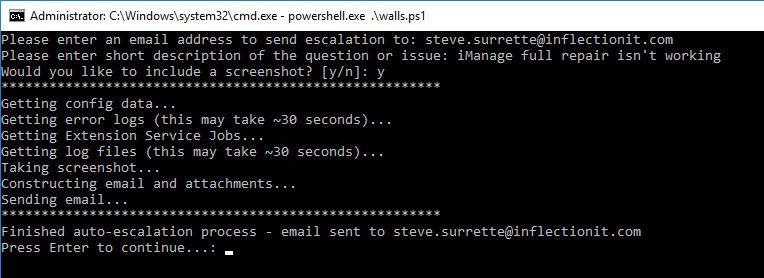 Administrator: C:\Windows\system32\cmd.exe - powershell.exe .\walls.ps1
Please enter an email address to send escalation to: steve.surrette@inflectionit.com
Please enter short description of the question or issue: iManage full repair isn't working
Would you like to include a screenshot? [y/n]: y
*******************************************************
Getting config data...
Getting error logs (this may take ~30 seconds)...
Getting Extension Service Jobs...
Getting log files (this may take ~30 seconds)...
Taking screenshot...
Constructing email and attachments...
Sending email...
*******************************************************
Finished auto-escalation process - email sent to steve.surrette@inflectionit.com
Press Enter to continue...: